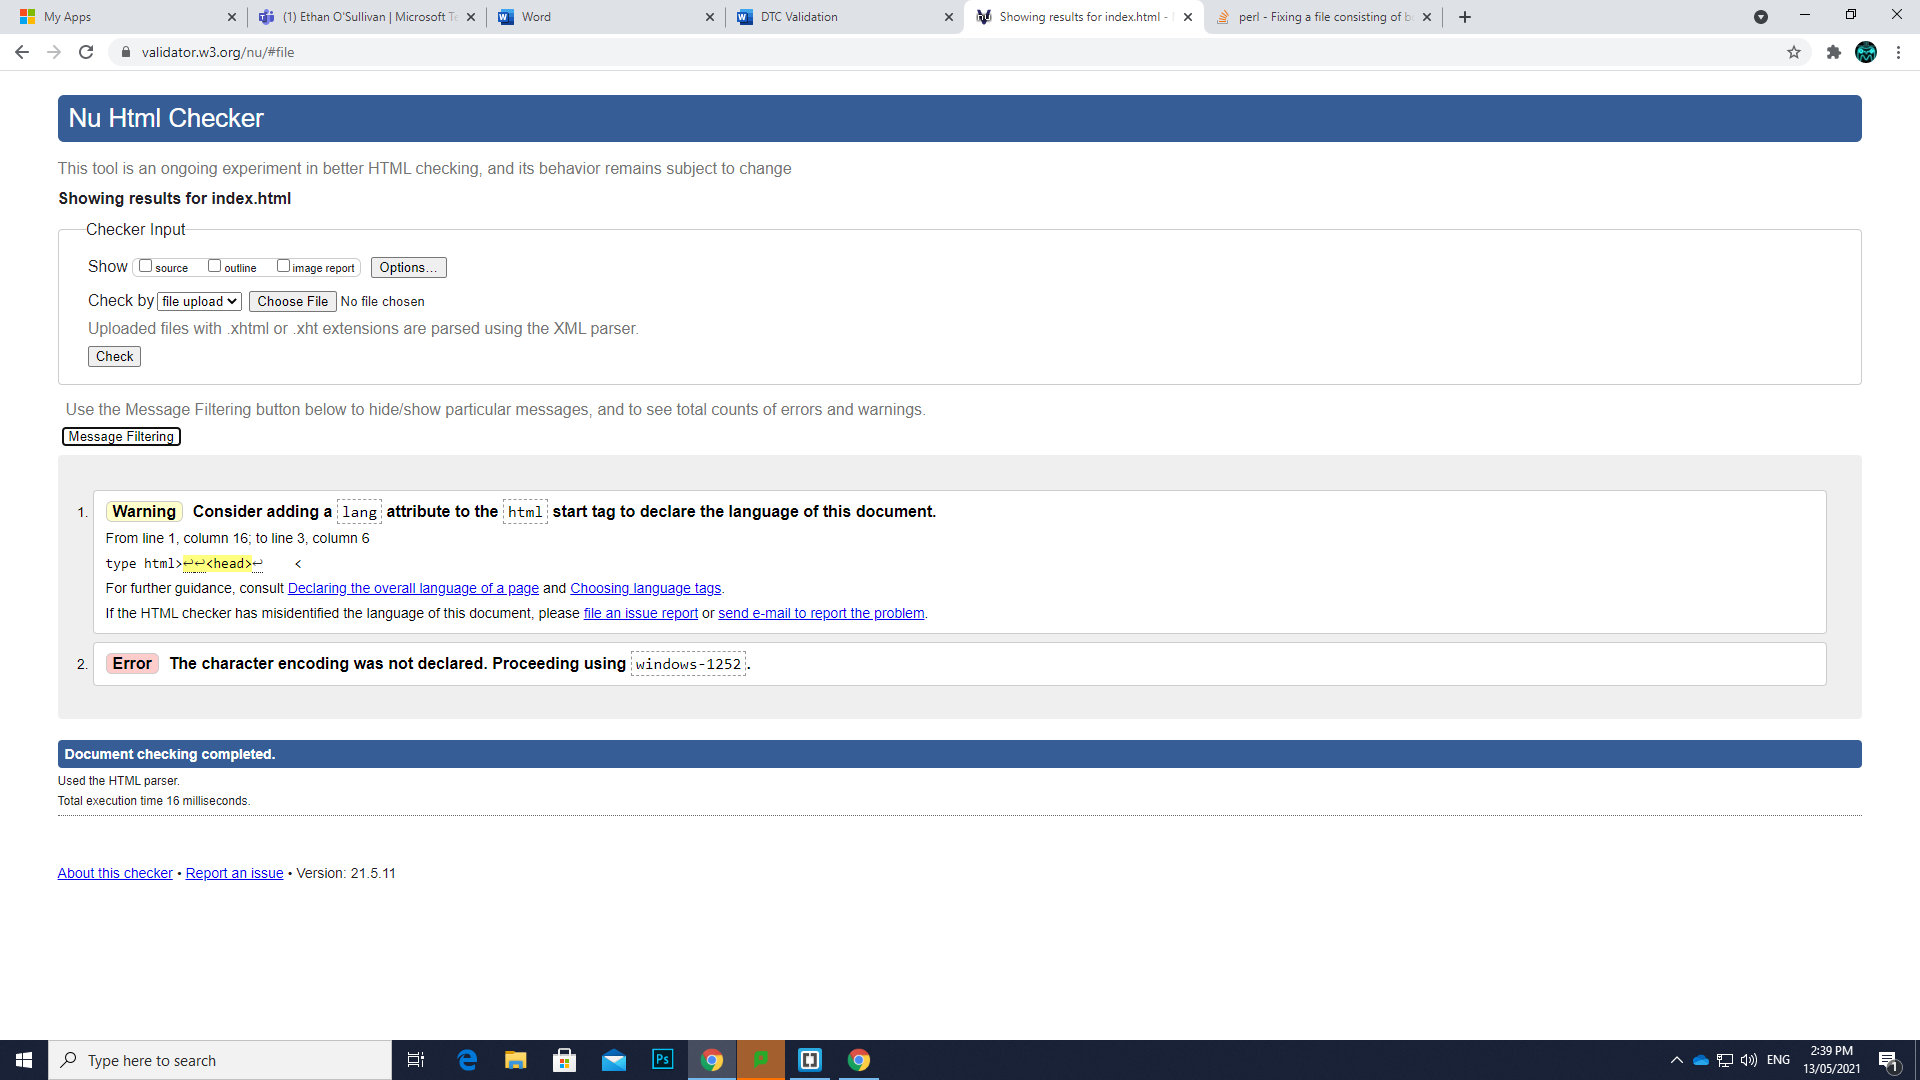 My Apps
(1) Ethan O'Sullivan | Microsoft Te
Word
DTC Validation
Showing results for index.html -
perl - Fixing a file consisting of b
validator.w3.org/nu/#file
Nu Html Checker
This tool is an ongoing experiment in better HTML checking, and its behavior remains subject to change
Showing results for index.html
Checker Input
Show source outline image report Options...
Check by file upload Choose File No file chosen
Uploaded files with .xhtml or .xht extensions are parsed using the XML parser.
Check
Use the Message Filtering button below to hide/show particular messages, and to see total counts of errors and warnings.
Message Filtering
1. Warning Consider adding a lang attribute to the html start tag to declare the language of this document.
From line 1, column 16; to line 3, column 6
type html>↩↩<head>↩    <
For further guidance, consult Declaring the overall language of a page and Choosing language tags.
If the HTML checker has misidentified the language of this document, please file an issue report or send e-mail to report the problem.
2. Error The character encoding was not declared. Proceeding using windows-1252.
Document checking completed.
Used the HTML parser.
Total execution time 16 milliseconds.
About this checker • Report an issue • Version: 21.5.11
Type here to search
Ps
ENG
2:39 PM
13/05/2021
1